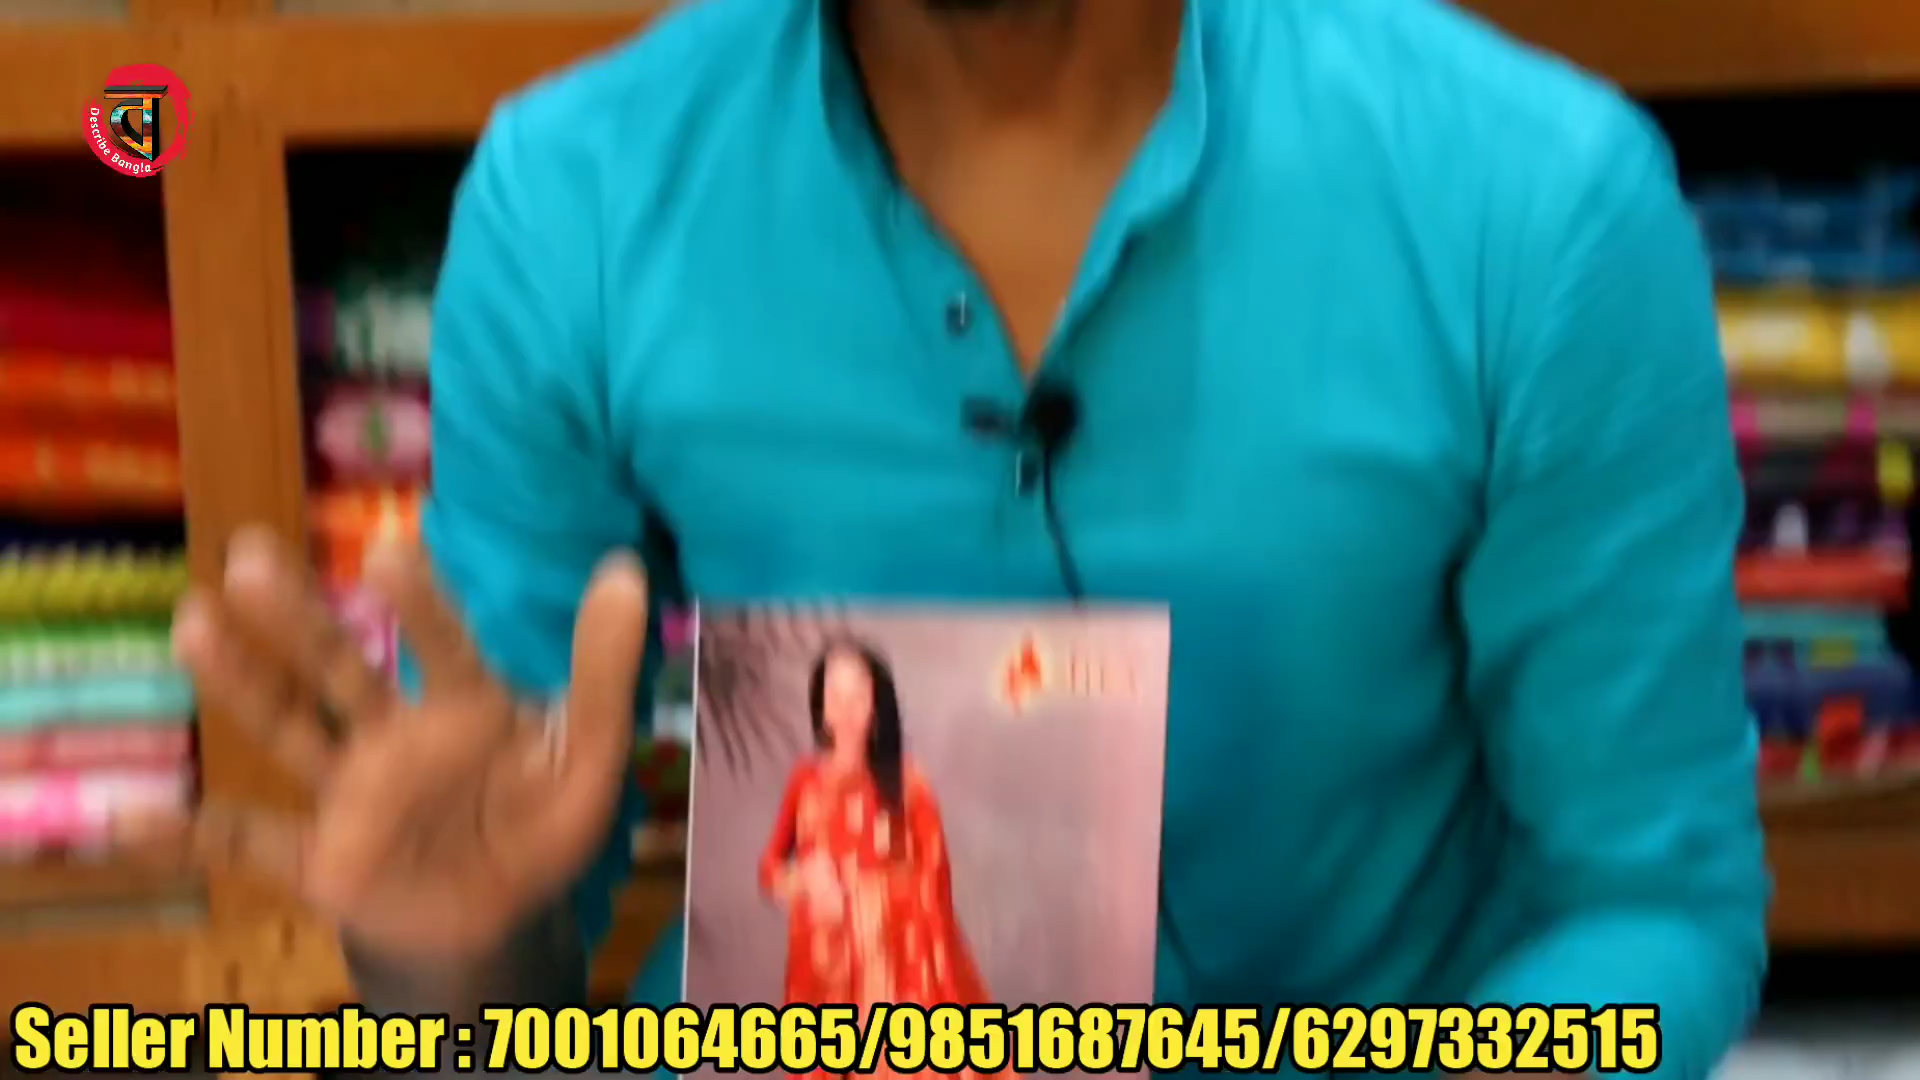 ব
Describe Bangla
Seller Number : 7001064665/9851687645/6297332515